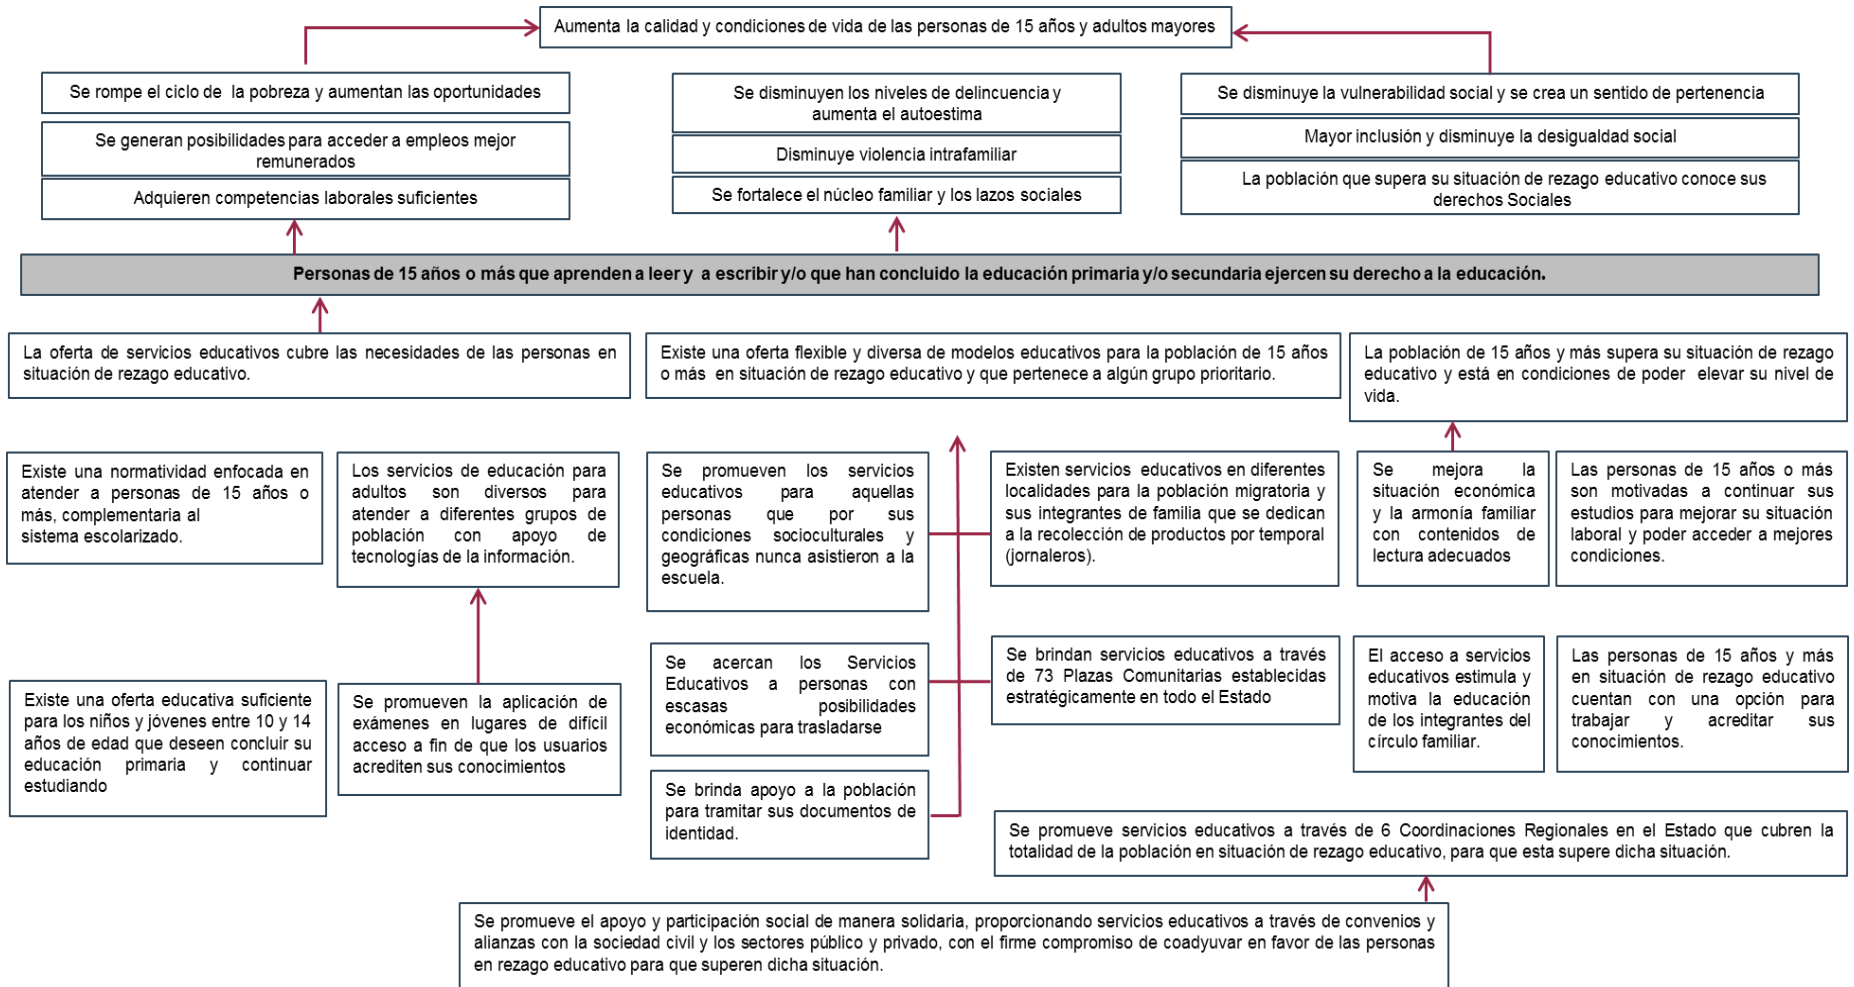 Aumenta la calidad y condiciones de vida de las personas de 15 años y adultos mayores
Se rompe el ciclo de la pobreza y aumentan las oportunidades
Se generan posibilidades para acceder a empleos mejor
remunerados
Adquieren competencias laborales suficientes
Se disminuyen los niveles de delincuencia y
aumenta el autoestima
Disminuye violencia intrafamiliar
Se fortalece el núcleo familiar y los lazos sociales
Se disminuye la vulnerabilidad social y se crea un sentido de pertenencia
Mayor inclusión y disminuye la desigualdad social
La población que supera su situación de rezago educativo conoce sus
derechos Sociales
Personas de 15 años o más que aprenden a leer y a escribir y/o que han concluido la educación primaria y/o secundaria ejercen su derecho a la educación.
La oferta de servicios educativos cubre las necesidades de las personas en
situación de rezago educativo.
Existe una oferta flexible y diversa de modelos educativos para la población de 15 años
o más en situación de rezago educativo y que pertenece a algún grupo prioritario.
La población de 15 años y más supera su situación de rezago
educativo y está en condiciones de poder elevar su nivel de
vida.
Existe una normatividad enfocada en
atender a personas de 15 años o
más, complementaria al
sistema escolarizado.
Los servicios de educación para
adultos son diversos para
atender a diferentes grupos de
población con apoyo de
tecnologías de la información.
Se promueven los servicios
educativos para aquellas
personas que por sus
condiciones socioculturales y
geográficas nunca asistieron a la
escuela.
Existen servicios educativos en diferentes
localidades para la población migratoria y
sus integrantes de familia que se dedican
a la recolección de productos por temporal
(jornaleros).
Se mejora la
situación económica
y la armonía familiar
con contenidos de
lectura adecuados
Las personas de 15 años o más
son motivadas a continuar sus
estudios para mejorar su situación
laboral y poder acceder a mejores
condiciones.
Existe una oferta educativa suficiente
para los niños y jóvenes entre 10 y 14
años de edad que deseen concluir su
educación primaria y continuar
estudiando
Se promueven la aplicación de
exámenes en lugares de difícil
acceso a fin de que los usuarios
acrediten sus conocimientos
Se acercan los Servicios
Educativos a personas con
escasas posibilidades
económicas para trasladarse
Se brindan servicios educativos a través
de 73 Plazas Comunitarias establecidas
estratégicamente en todo el Estado
El acceso a servicios
educativos estimula y
motiva la educación
de los integrantes del
círculo familiar.
Las personas de 15 años y más
en situación de rezago educativo
cuentan con una opción para
trabajar y acreditar sus
conocimientos.
Se brinda apoyo a la población
para tramitar sus documentos de
identidad.
Se promueve servicios educativos a través de 6 Coordinaciones Regionales en el Estado que cubren la
totalidad de la población en situación de rezago educativo, para que esta supere dicha situación.
Se promueve el apoyo y participación social de manera solidaria, proporcionando servicios educativos a través de convenios y
alianzas con la sociedad civil y los sectores público y privado, con el firme compromiso de coadyuvar en favor de las personas
en rezago educativo para que superen dicha situación.